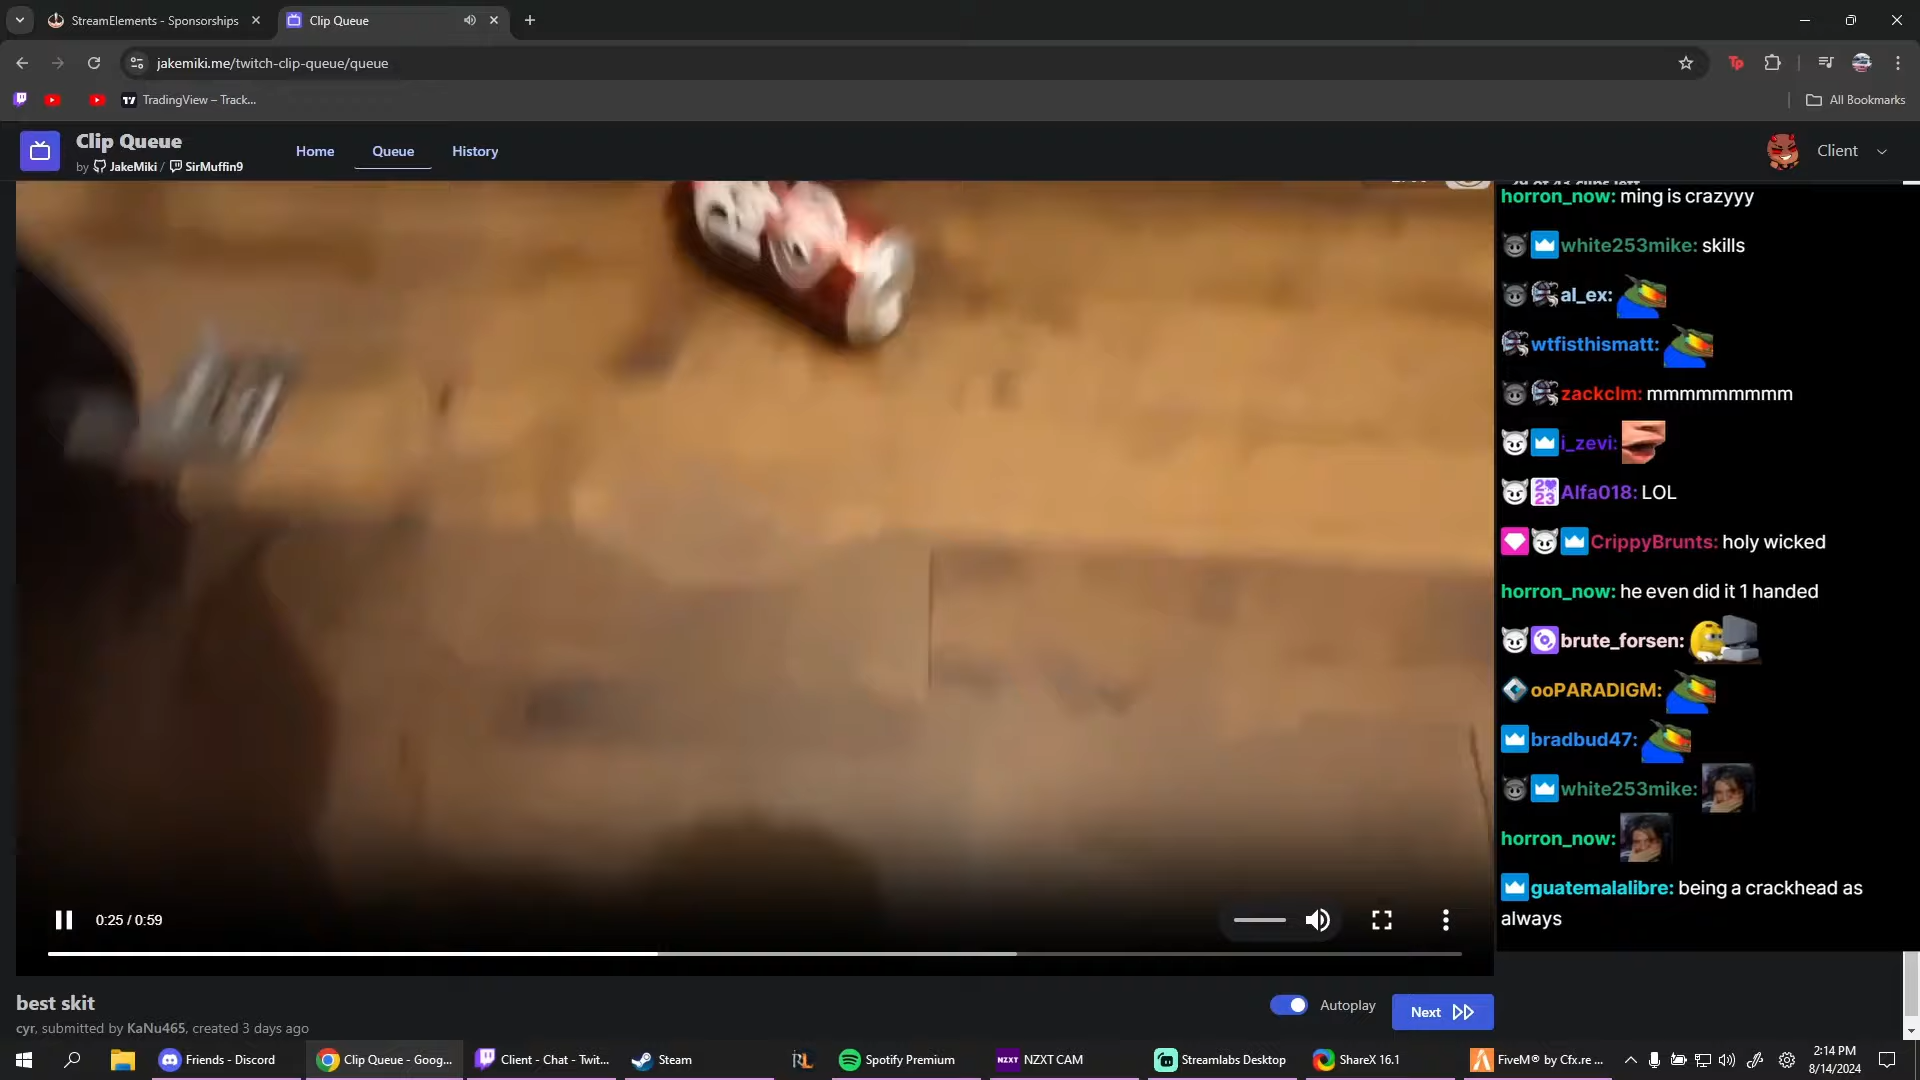 StreamElements - Sponsorships
Clip Queue
jakemiki.me/twitch-clip-queue/queue
TradingView – Track...
All Bookmarks
Clip Queue
by JakeMiki / SirMuffin9
Home
Queue
History
Client
horron_now: ming is crazyyy
white253mike: skills
al_ex:
wtfisthismatt:
zackclm: mmmmmmmmm
i_zevi:
Alfa018: LOL
CrippyBrunts: holy wicked
horron_now: he even did it 1 handed
brute_forsen:
ooPARADIGM:
bradbud47:
white253mike:
horron_now:
guatemalalibre: being a crackhead as
always
0:25 / 0:59
best skit
Autoplay
Next
cyr, submitted by KaNu465, created 3 days ago
Friends - Discord
Clip Queue - Goog...
Client - Chat - Twit...
Steam
RL
Spotify Premium
NZXT
NZXT CAM
Streamlabs Desktop
ShareX 16.1
FiveM® by Cfx.re ...
2:14 PM
8/14/2024